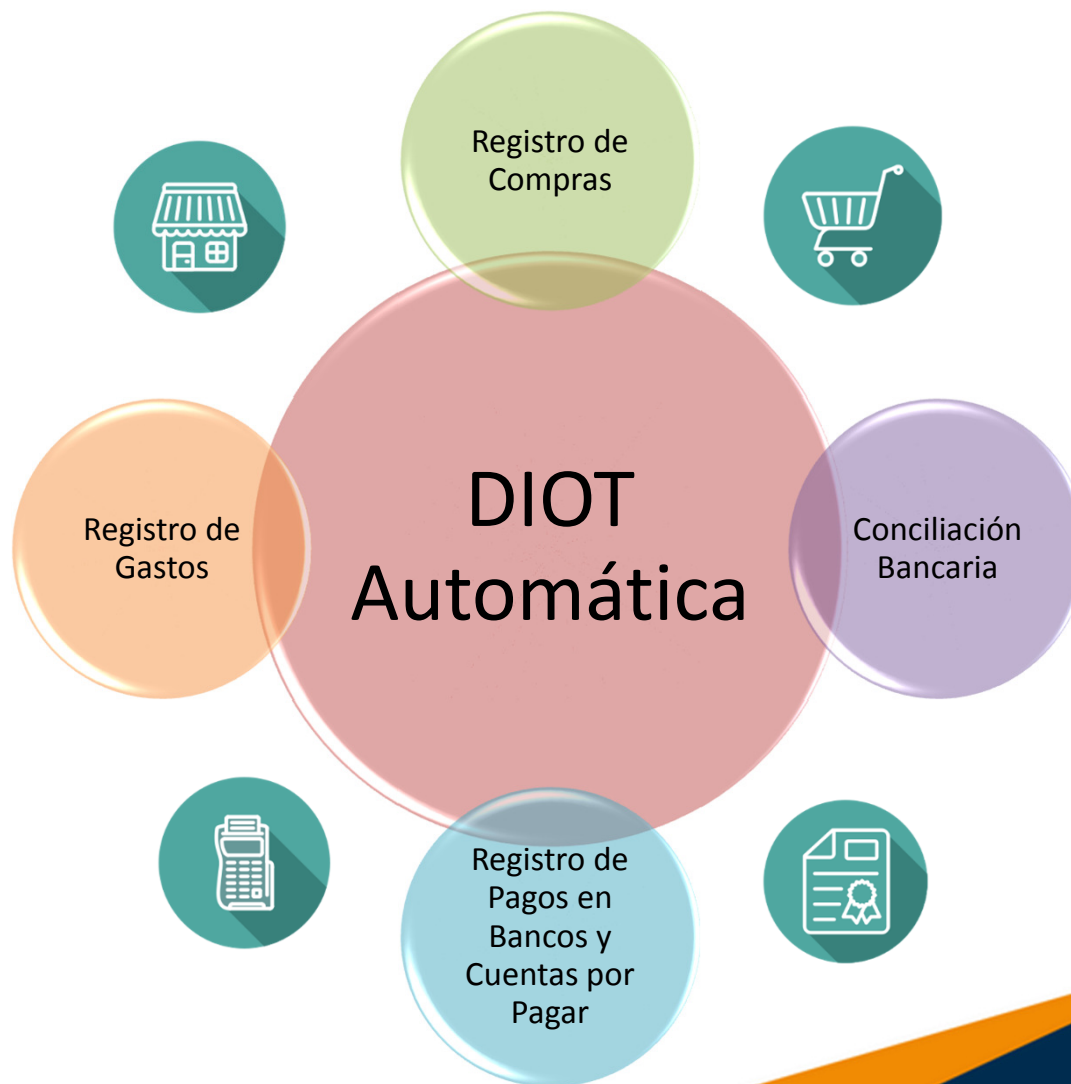 Registro de
Compras
DIOT
Automática
Registro de
Gastos
Conciliación
Bancaria
Registro de
Pagos en
Bancos y
Cuentas por
Pagar